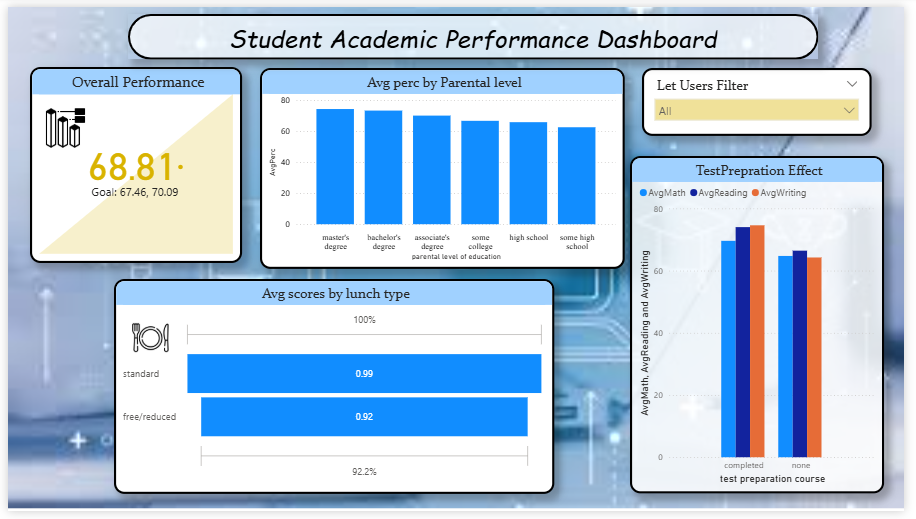 Student Academic Performance Dashboard
Overall Performance
68.81·
Goal: 67.46, 70.09
Avg perc by Parental level
AvgPerc
80
60
40
20
0
master's degree
bachelor's degree
associate's degree
some college
high school
some high school
parental level of education
Let Users Filter
All
TestPrepration Effect
AvgMath AvgReading AvgWriting
AvgMath, AvgReading and AvgWriting
80
60
40
20
0
completed
none
test preparation course
Avg scores by lunch type
100%
standard
0.99
free/reduced
0.92
92.2%